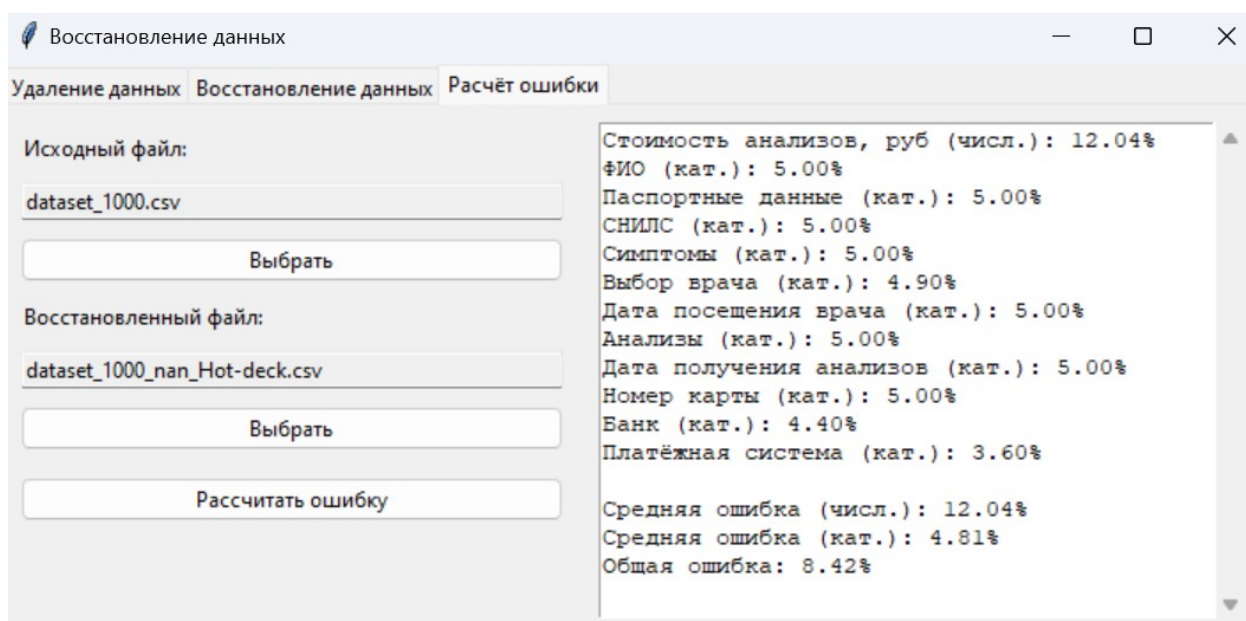 Восстановление данных
Удаление данных Восстановление данных Расчёт ошибки
Исходный файл:
dataset_1000.csv
Выбрать
Восстановленный файл:
dataset_1000_nan_Hot-deck.csv
Выбрать
Рассчитать ошибку
Стоимость анализов, руб (числ.): 12.04%
ФИО (кат.): 5.00%
Паспортные данные (кат.): 5.00%
СНИЛС (кат.): 5.00%
Симптомы (кат.): 5.00%
Выбор врача (кат.): 4.90%
Дата посещения врача (кат.): 5.00%
Анализы (кат.): 5.00%
Дата получения анализов (кат.): 5.00%
Номер карты (кат.): 5.00%
Банк (кат.): 4.40%
Платёжная система (кат.): 3.60%
Средняя ошибка (числ.): 12.04%
Средняя ошибка (кат.): 4.81%
Общая ошибка: 8.42%